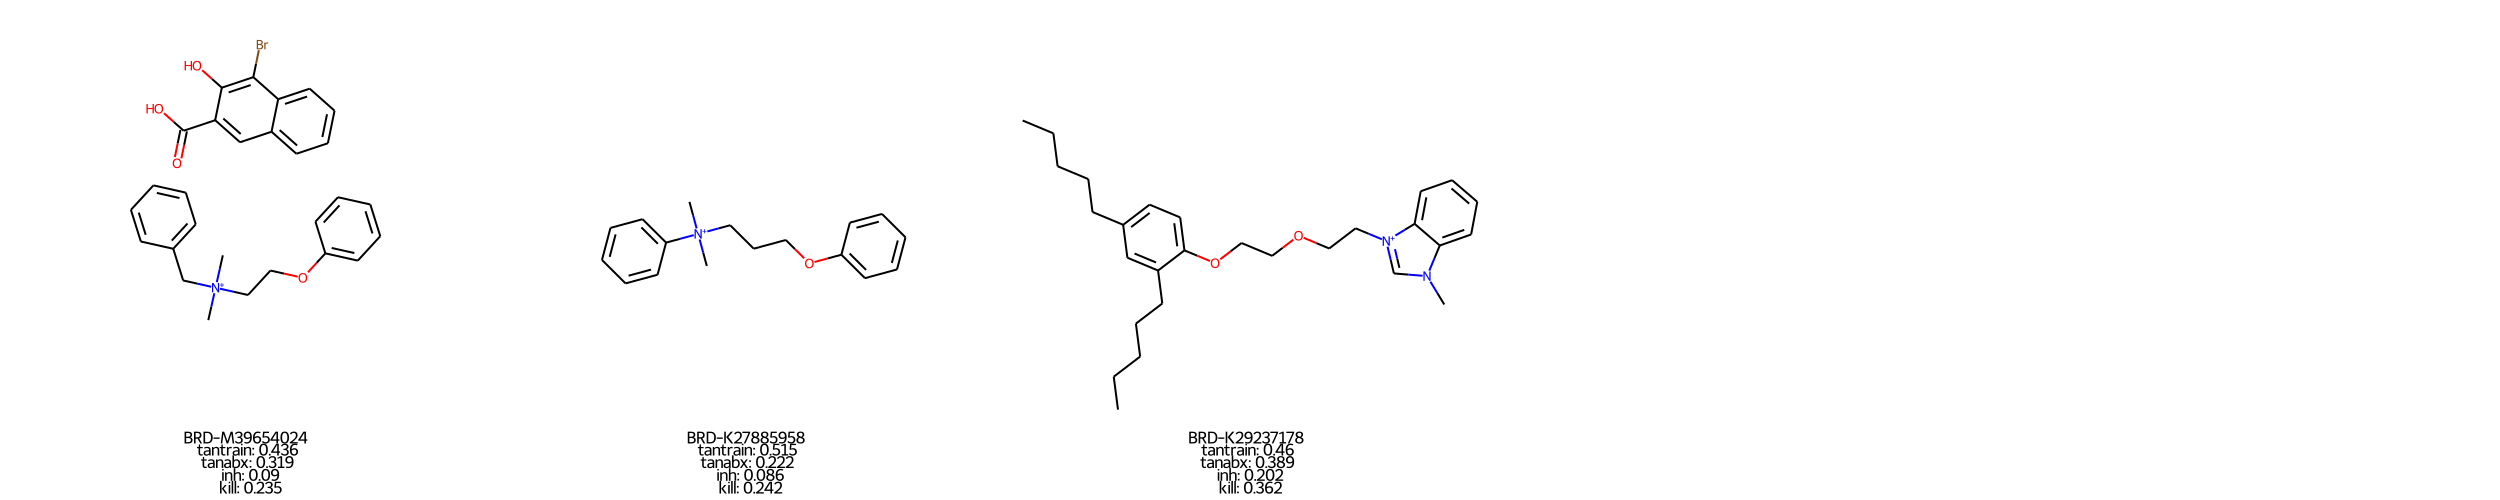 Br
HO
HO
O
O
N+
N+
O
O
O
N+
N
BRD-M39654024
tantrain: 0.436
tanabx: 0.319
inh: 0.09
kill: 0.235
BRD-K27885958
tantrain: 0.515
tanabx: 0.222
inh: 0.086
kill: 0.242
BRD-K29237178
tantrain: 0.46
tanabx: 0.389
inh: 0.202
kill: 0.362